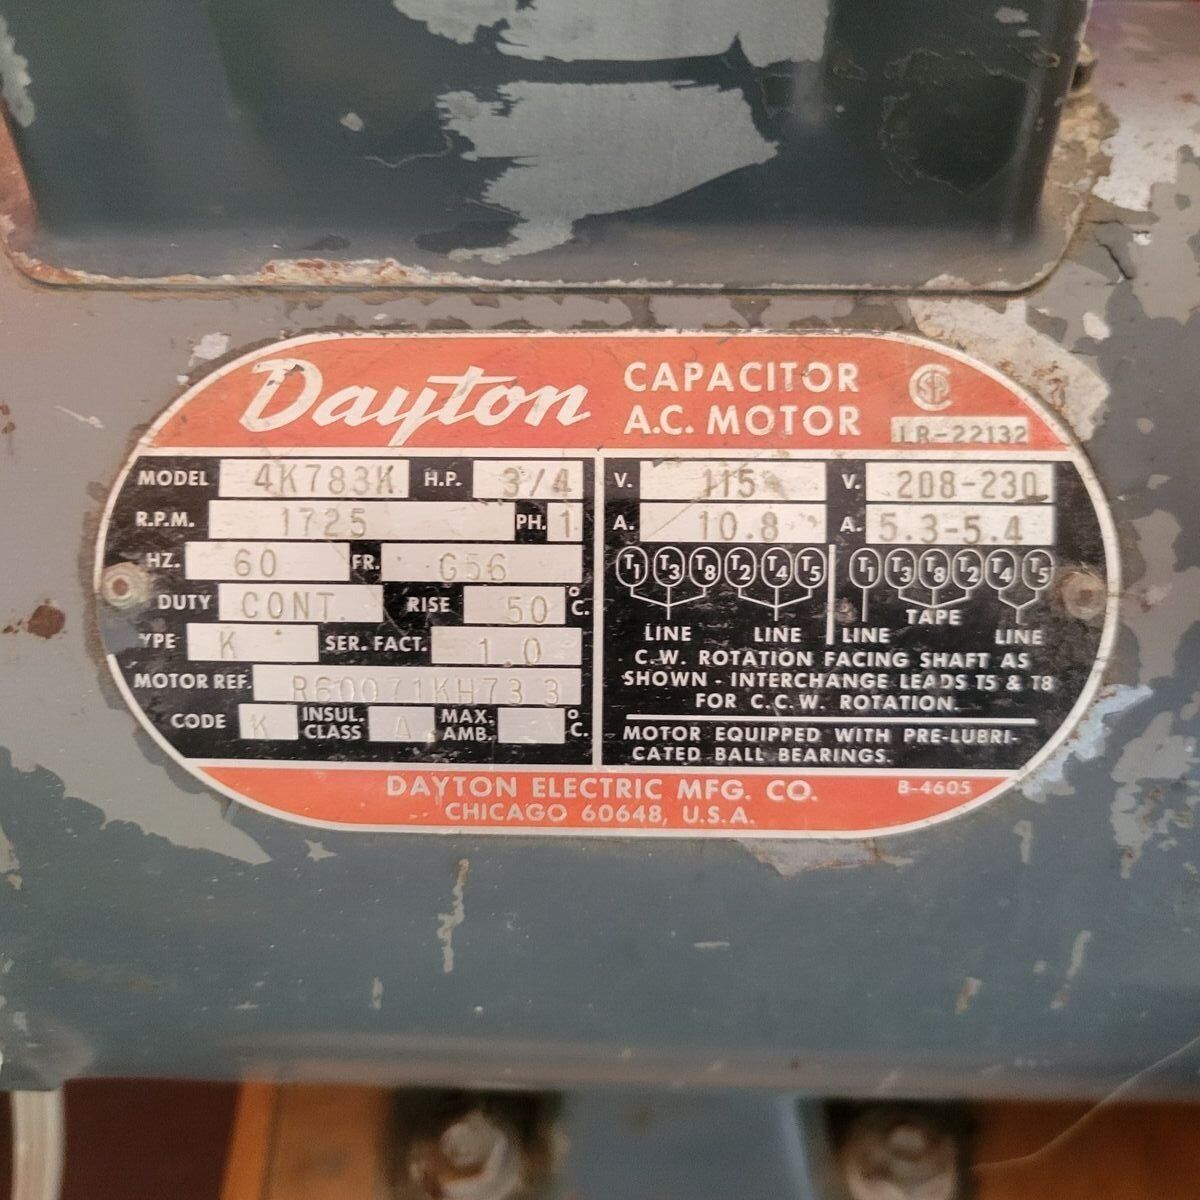 Dayton CAPACITOR A.C. MOTOR
CSA
LR-22132
MODEL 4K783K H.P. 3/4
R.P.M. 1725 PH. 1
HZ. 60 FR. G56
DUTY CONT RISE 50 °C.
YPE K SER. FACT. 1.0
MOTOR REF. R60071KH73 3
CODE K INSUL. CLASS A MAX. AMB. °C.
V. 115 V. 208-230
A. 10.8 A. 5.3-5.4
T1 T3 T8 T2 T4 T5 T1 T3 T8 T2 T4 T5
TAPE
LINE LINE LINE LINE
C.W. ROTATION FACING SHAFT AS
SHOWN - INTERCHANGE LEADS T5 & T8
FOR C.C.W. ROTATION.
MOTOR EQUIPPED WITH PRE-LUBRI-
CATED BALL BEARINGS.
DAYTON ELECTRIC MFG. CO. B-4605
CHICAGO 60648, U.S.A.